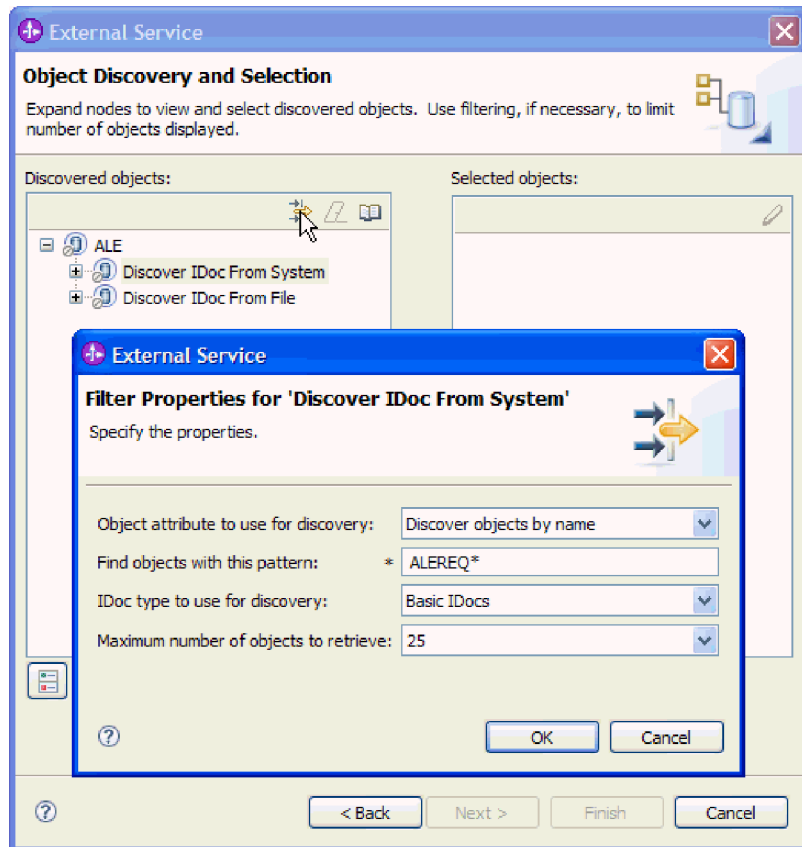 External Service
Object Discovery and Selection
Expand nodes to view and select discovered objects. Use filtering, if necessary, to limit
number of objects displayed.
Discovered objects:
Selected objects:
ALE
Discover IDoc From System
Discover IDoc From File
External Service
Filter Properties for 'Discover IDoc From System'
Specify the properties.
Object attribute to use for discovery: Discover objects by name
Find objects with this pattern: * ALEREQ*
IDoc type to use for discovery: Basic IDocs
Maximum number of objects to retrieve: 25
OK Cancel
< Back Next > Finish Cancel